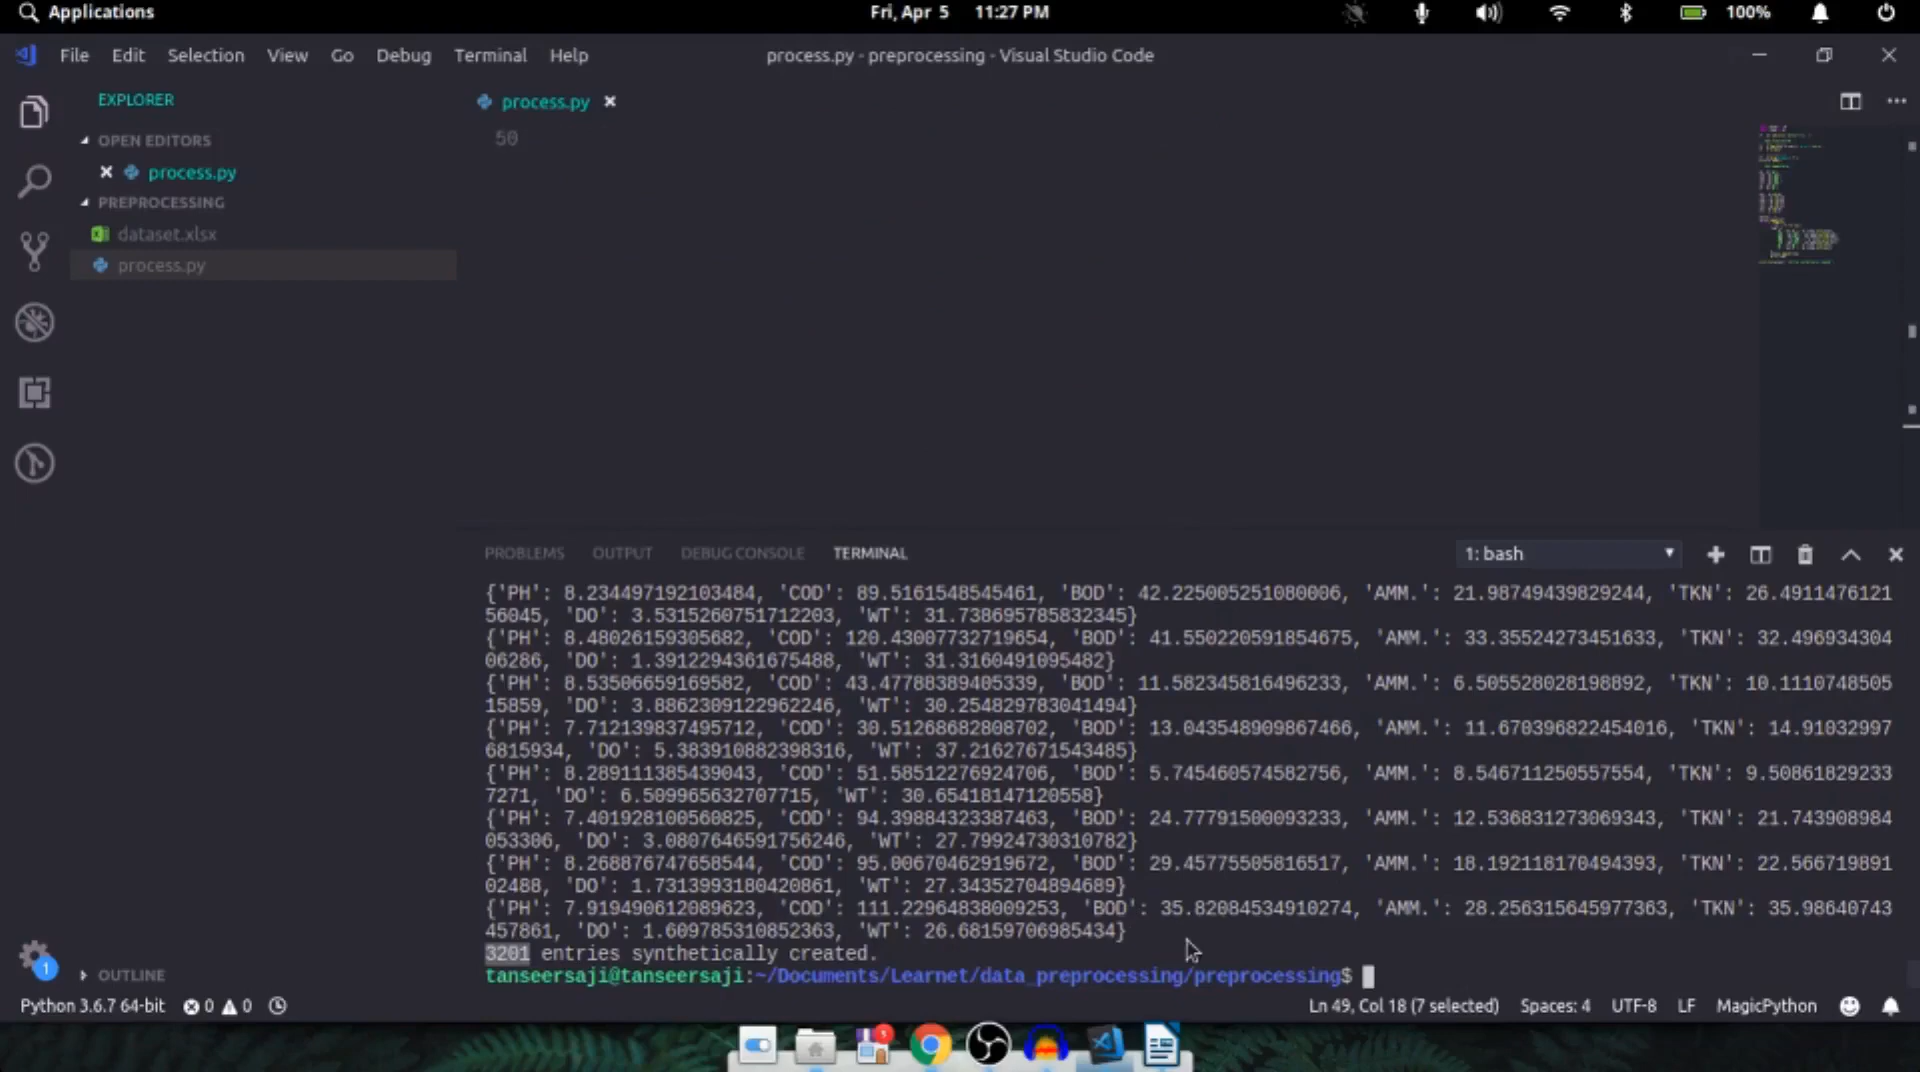 Applications
Fri, Apr 5 11:27 PM
100%
File Edit Selection View Go Debug Terminal Help
process.py - preprocessing - Visual Studio Code
EXPLORER
process.py
OPEN EDITORS
50
process.py
PREPROCESSING
dataset.xlsx
process.py
PROBLEMS OUTPUT DEBUG CONSOLE TERMINAL
1: bash
{'PH': 8.234497192103484, 'COD': 89.5161548545461, 'BOD': 42.225005251080006, 'AMM.': 21.98749439829244, 'TKN': 26.4911476121
56045, 'DO': 3.5315260751712203, 'WT': 31.738695785832345}
{'PH': 8.48026159305682, 'COD': 120.43007732719654, 'BOD': 41.550220591854675, 'AMM.': 33.35524273451633, 'TKN': 32.496934304
06286, 'DO': 1.3912294361675488, 'WT': 31.3160491095482}
{'PH': 8.53506659169582, 'COD': 43.47788389405339, 'BOD': 11.582345816496233, 'AMM.': 6.505528028198892, 'TKN': 10.1110748505
15859, 'DO': 3.8862309122962246, 'WT': 30.254829783041494}
{'PH': 7.712139837495712, 'COD': 30.51268682808702, 'BOD': 13.043548909867466, 'AMM.': 11.670396822454016, 'TKN': 14.91032997
6815934, 'DO': 5.383910882398316, 'WT': 37.21627671543485}
{'PH': 8.289111385439043, 'COD': 51.58512276924706, 'BOD': 5.745460574582756, 'AMM.': 8.546711250557554, 'TKN': 9.50861829233
7271, 'DO': 6.509965632707715, 'WT': 30.65418147120558}
{'PH': 7.401928100560825, 'COD': 94.39884323387463, 'BOD': 24.77791500093233, 'AMM.': 12.536831273069343, 'TKN': 21.743908984
053306, 'DO': 3.0807646591756246, 'WT': 27.79924730310782}
{'PH': 8.268876747658544, 'COD': 95.00670462919672, 'BOD': 29.45775505816517, 'AMM.': 18.192118170494393, 'TKN': 22.566719891
02488, 'DO': 1.7313993180420861, 'WT': 27.34352704894689}
{'PH': 7.919490612089623, 'COD': 111.22964838009253, 'BOD': 35.82084534910274, 'AMM.': 28.256315645977363, 'TKN': 35.98640743
457861, 'DO': 1.609785310852363, 'WT': 26.68159706985434}
3201 entries synthetically created.
tanseersaji@tanseersaji:~/Documents/Learnet/data_preprocessing/preprocessing$
1
OUTLINE
Python 3.6.7 64-bit 0 0
Ln 49, Col 18 (7 selected) Spaces: 4 UTF-8 LF MagicPython